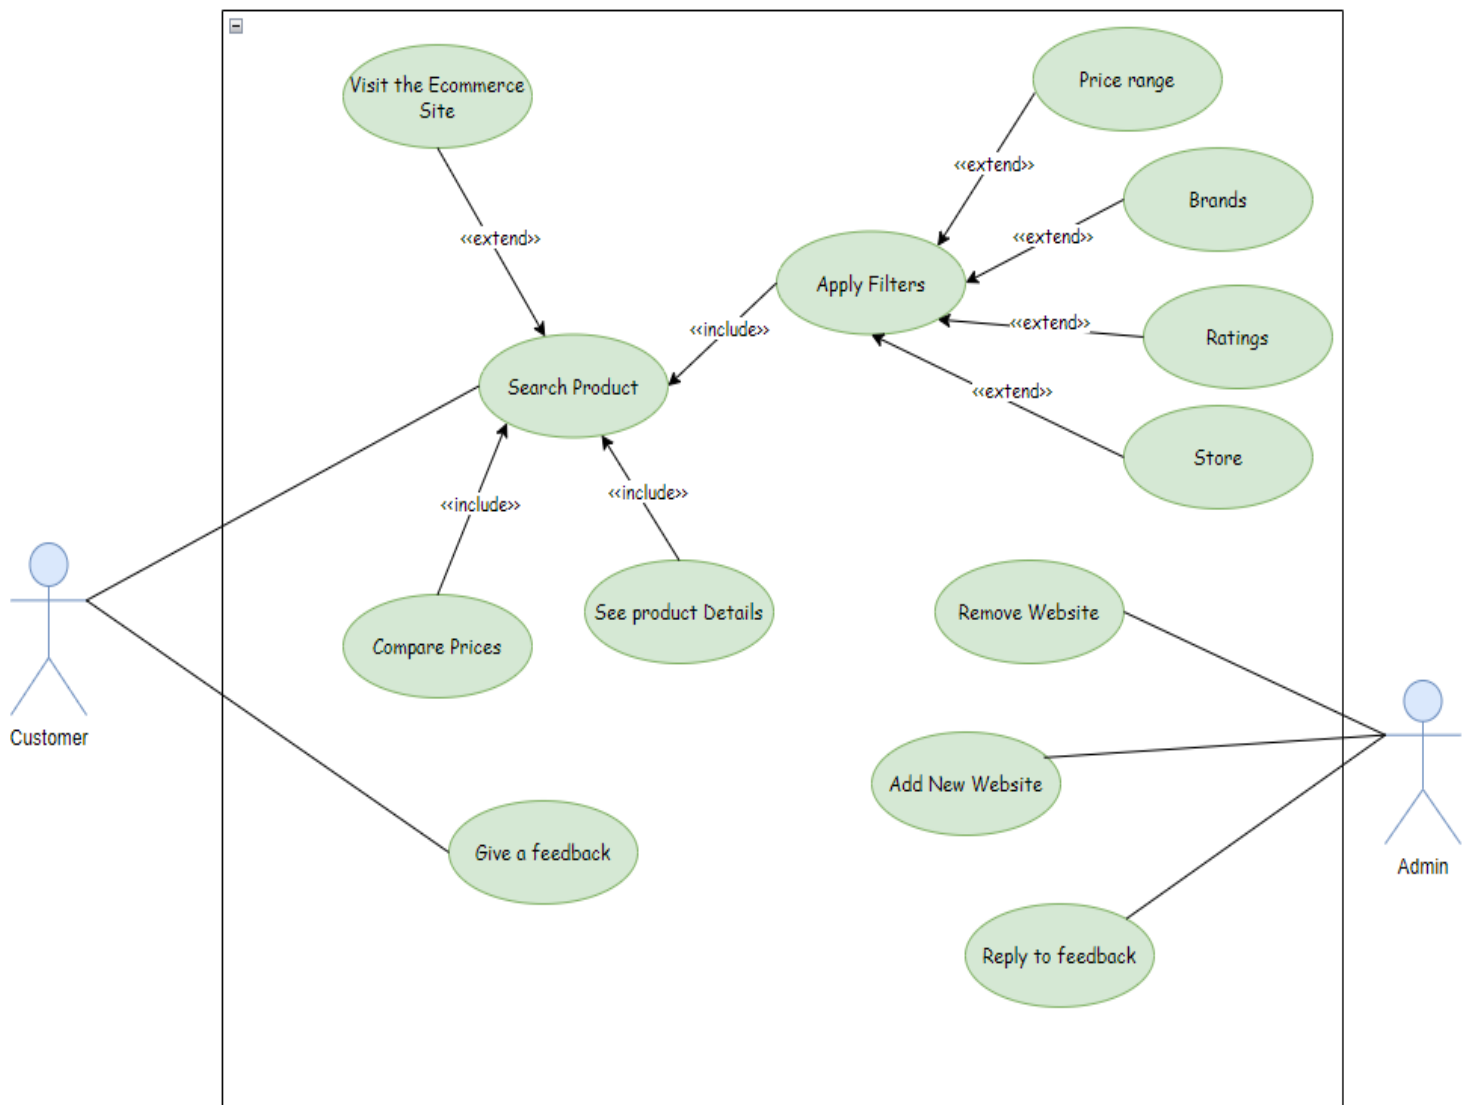 Visit the Ecommerce
Site
Price range
<<extend>>
Brands
<<extend>>
<<extend>>
Apply Filters
<<include>>
<<extend>>
Ratings
Search Product
<<extend>>
Store
<<include>>
<<include>>
See product Details
Remove Website
Compare Prices
Customer
Add New Website
Give a feedback
Admin
Reply to feedback